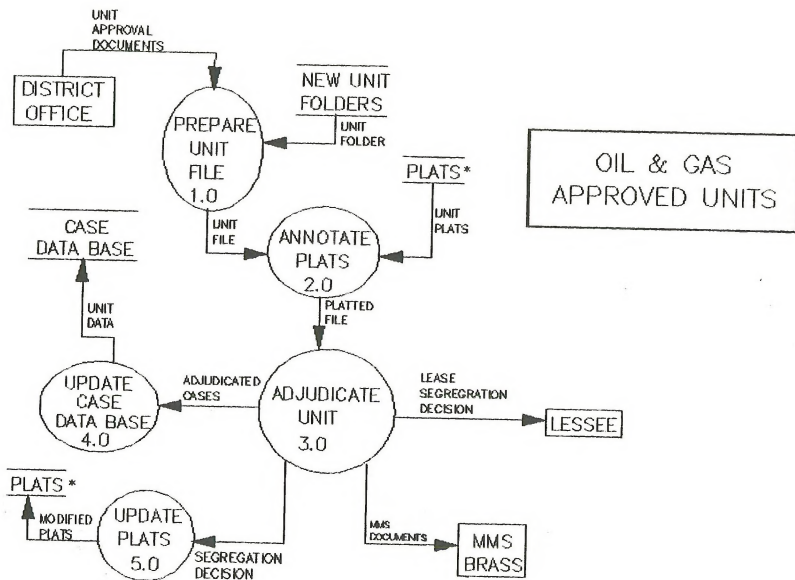 UNIT
APPROVAL
DOCUMENTS
DISTRICT
OFFICE
NEW UNIT
FOLDERS
UNIT
FOLDER
PREPARE
UNIT
FILE
1.0
OIL & GAS
APPROVED UNITS
PLATS*
UNIT
PLATS
UNIT
FILE
ANNOTATE
PLATS
2.0
CASE
DATA BASE
UNIT
DATA
PLATTED
FILE
UPDATE
CASE
DATA BASE
4.0
ADJUDICATED
CASES
ADJUDICATE
UNIT
3.0
LEASE
SEGREGRATION
DECISION
LESSEE
PLATS *
MODIFIED
PLATS
UPDATE
PLATS
5.0
SEGREGATION
DECISION
MMS
DOCUMENTS
MMS
BRASS